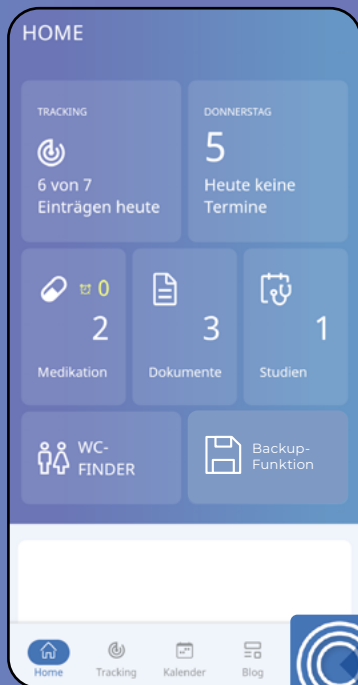 HOME
TRACKING
6 von 7
Einträgen heute
DONNERSTAG
5
Heute keine
Termine
0
2
Medikation
3
Dokumente
1
Studien
WC-
FINDER
Backup-
Funktion
Home
Tracking
Kalender
Blog